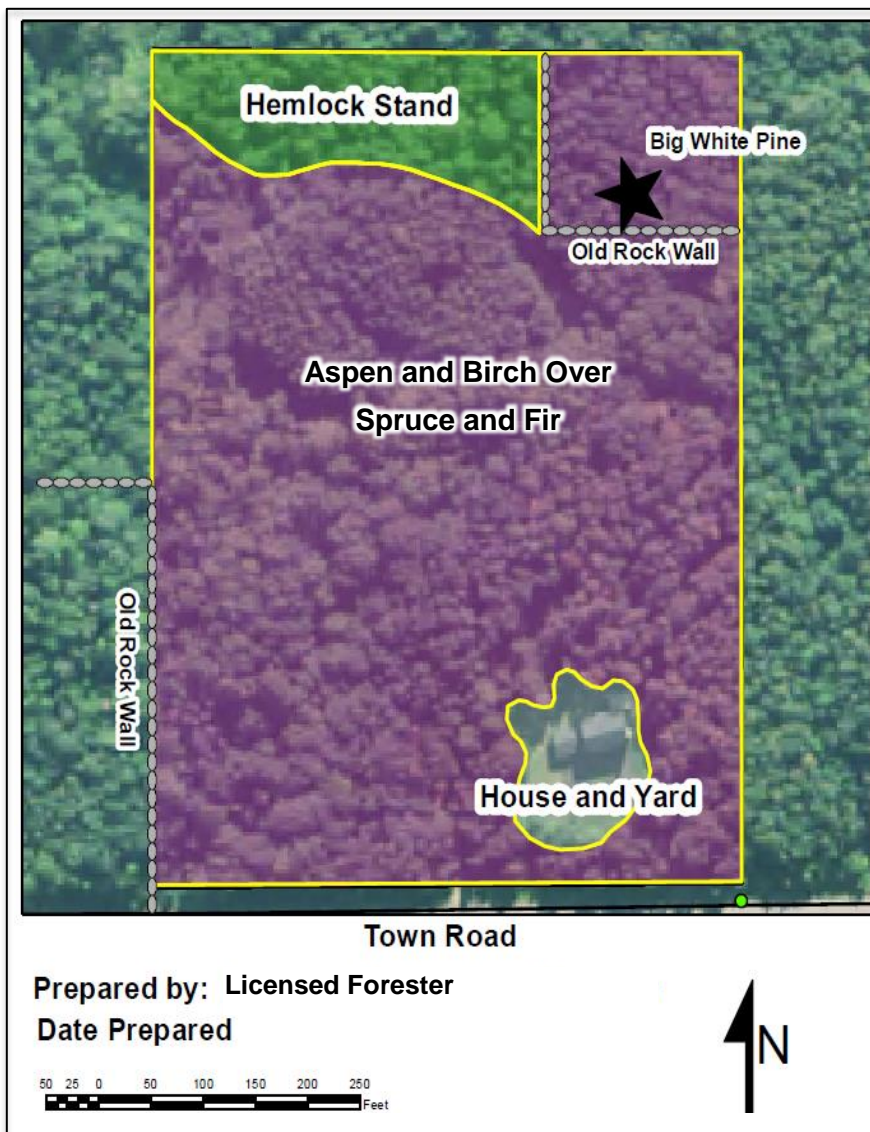 Hemlock Stand
Big White Pine
Old Rock Wall
Aspen and Birch Over
Spruce and Fir
Old Rock Wall
House and Yard
Town Road
Prepared by: Licensed Forester
Date Prepared
N
50 25 0 50 100 150 200 250
Feet